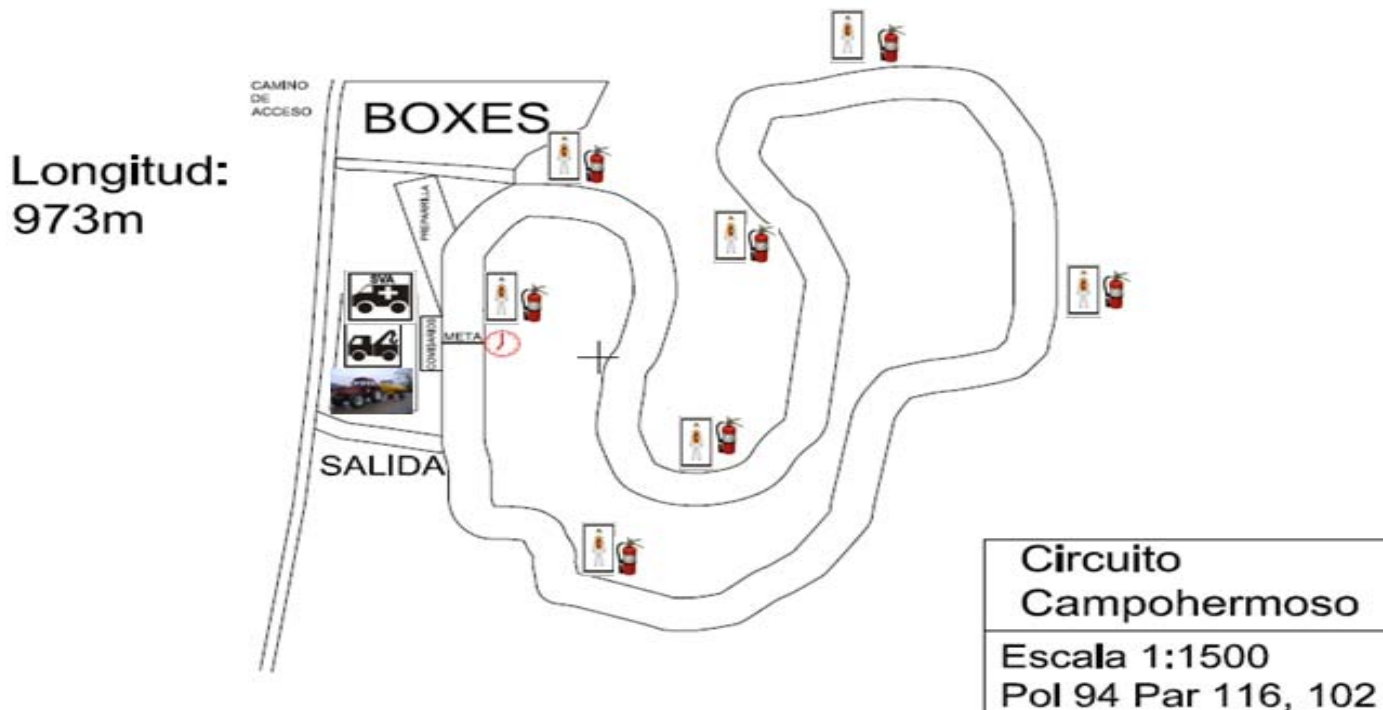 CAMINO
DE
ACCESO
BOXES
Longitud:
973m
PREPARRILLA
SVA
COMISARIOS
META
SALIDA
Circuito
Campohermoso
Escala 1:1500
Pol 94 Par 116, 102